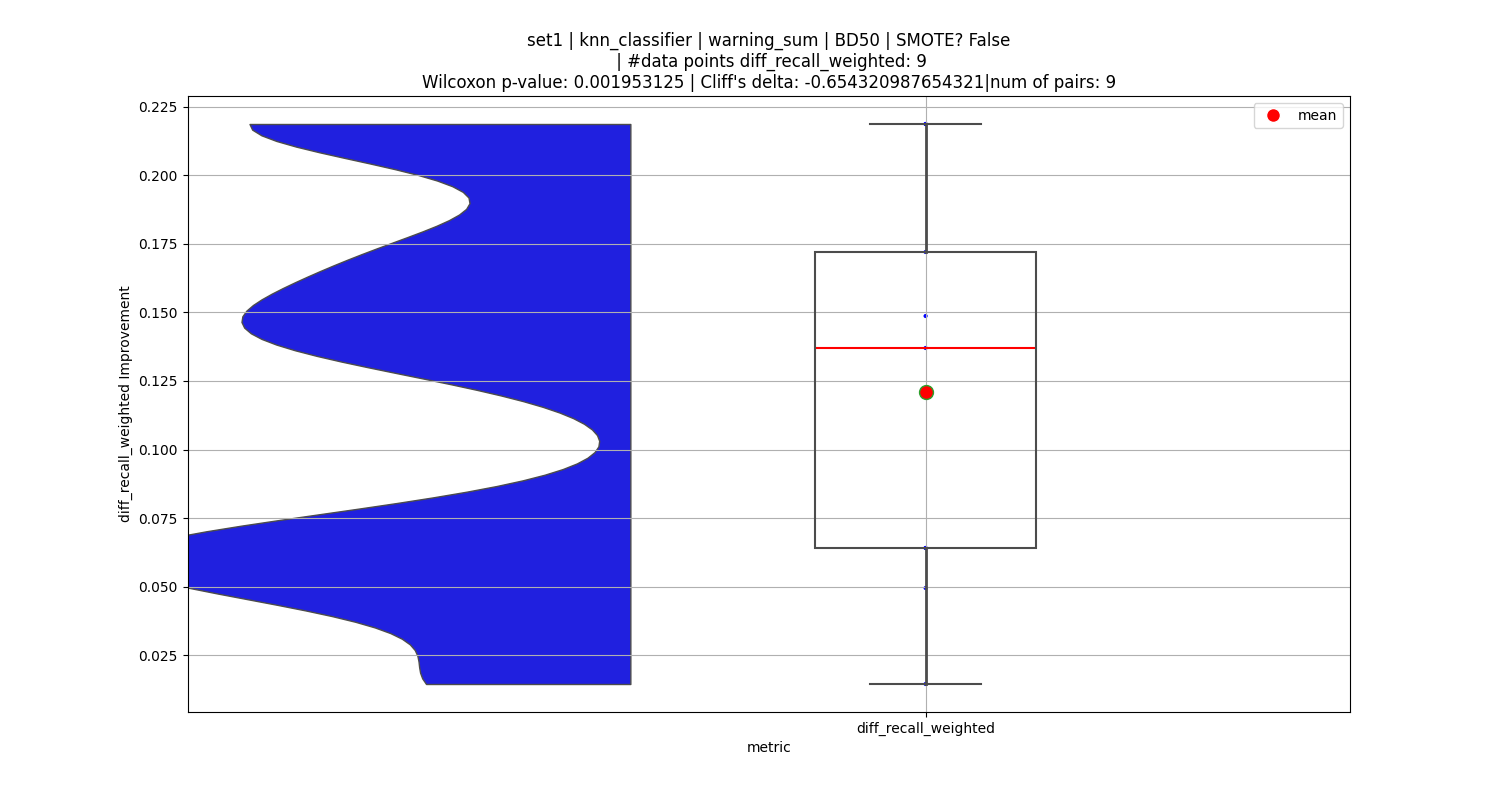 set1 | knn_classifier | warning_sum | BD50 | SMOTE? False
| #data points diff_recall_weighted: 9
Wilcoxon p-value: 0.001953125 | Cliff's delta: -0.654320987654321|num of pairs: 9
mean
diff_recall_weighted Improvement
0.225
0.200
0.175
0.150
0.125
0.100
0.075
0.050
0.025
diff_recall_weighted
metric